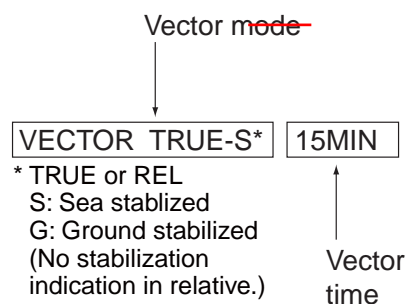 Vector mode
VECTOR TRUE-S* 15MIN
* TRUE or REL
S: Sea stablized
G: Ground stabilized
(No stabilization
indication in relative.)
Vector
time